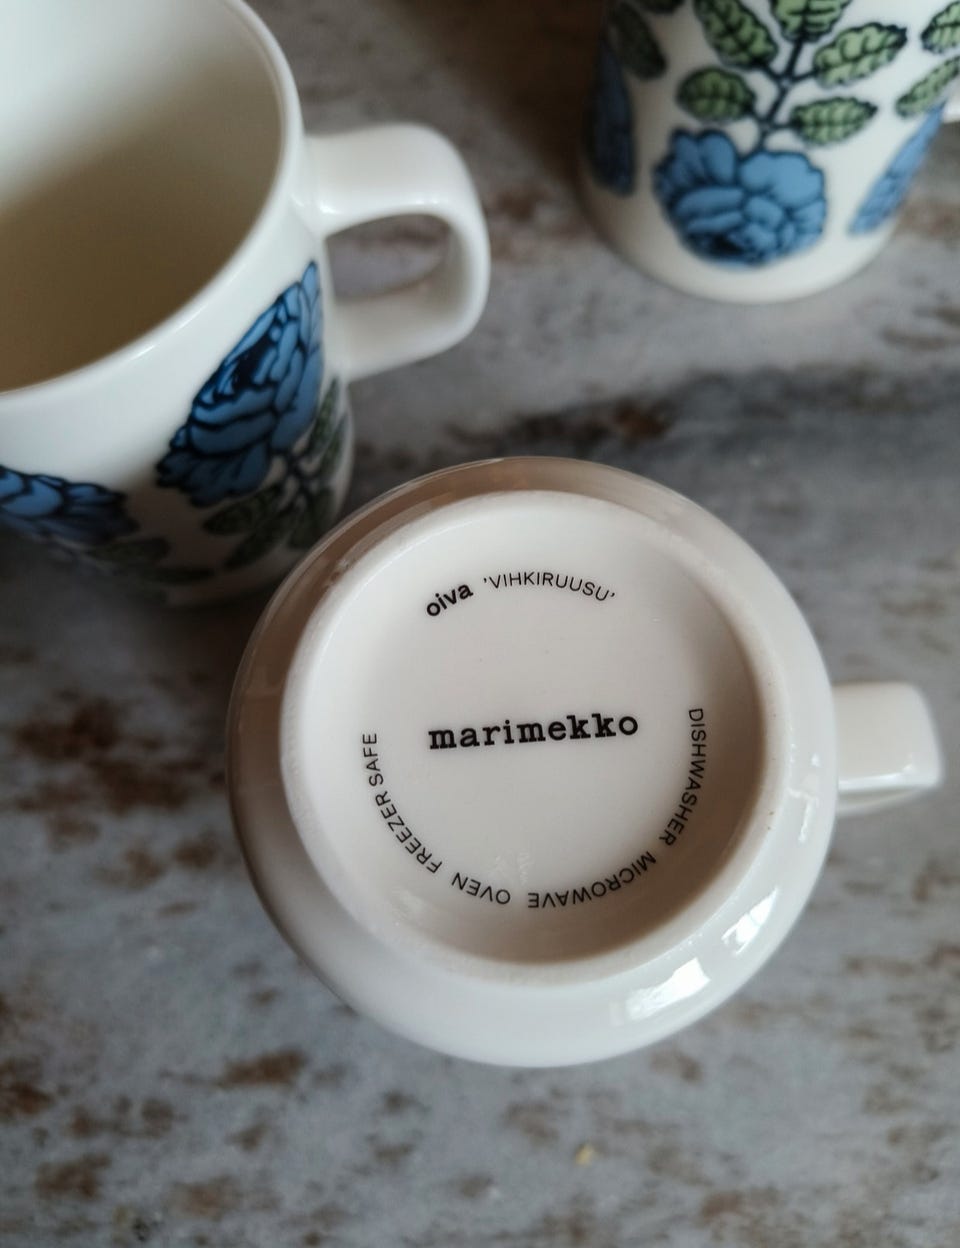 oiva 'VIHKIRUUSU'
marimekko
DISHWASHER MICROWAVE OVEN FREEZER SAFE